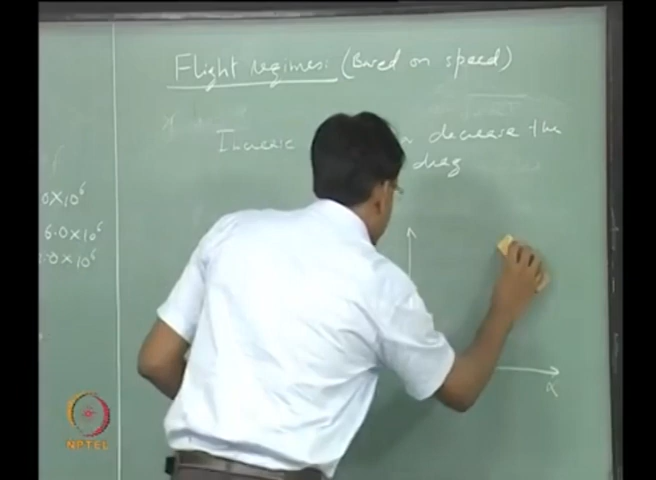 Flight regimes: (Based on speed)
Increase decrease the
drag
0×10⁶
6.0×10⁶
.0×10⁶
α
NPTEL